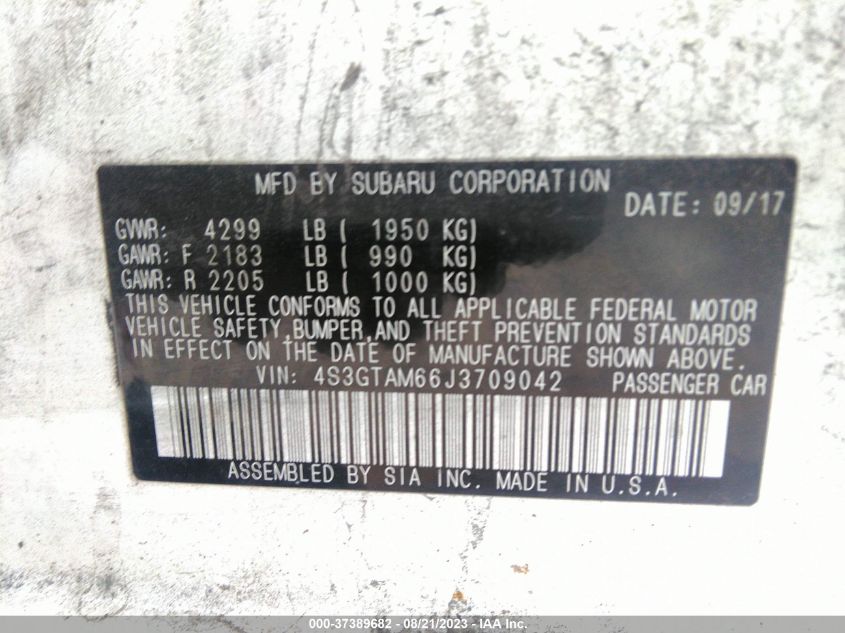 MFD BY SUBARU CORPORATION
DATE: 09/17
GVWR: 4299 LB ( 1950 KG)
GAWR: F 2183 LB ( 990 KG)
GAWR: R 2205 LB ( 1000 KG)
THIS VEHICLE CONFORMS TO ALL APPLICABLE FEDERAL MOTOR
VEHICLE SAFETY, BUMPER, AND THEFT PREVENTION STANDARDS
IN EFFECT ON THE DATE OF MANUFACTURE SHOWN ABOVE.
VIN: 4S3GTAM66J3709042 PASSENGER CAR
ASSEMBLED BY SIA INC. MADE IN U.S.A.
000-37389682 - 08/21/2023 - IAA Inc.